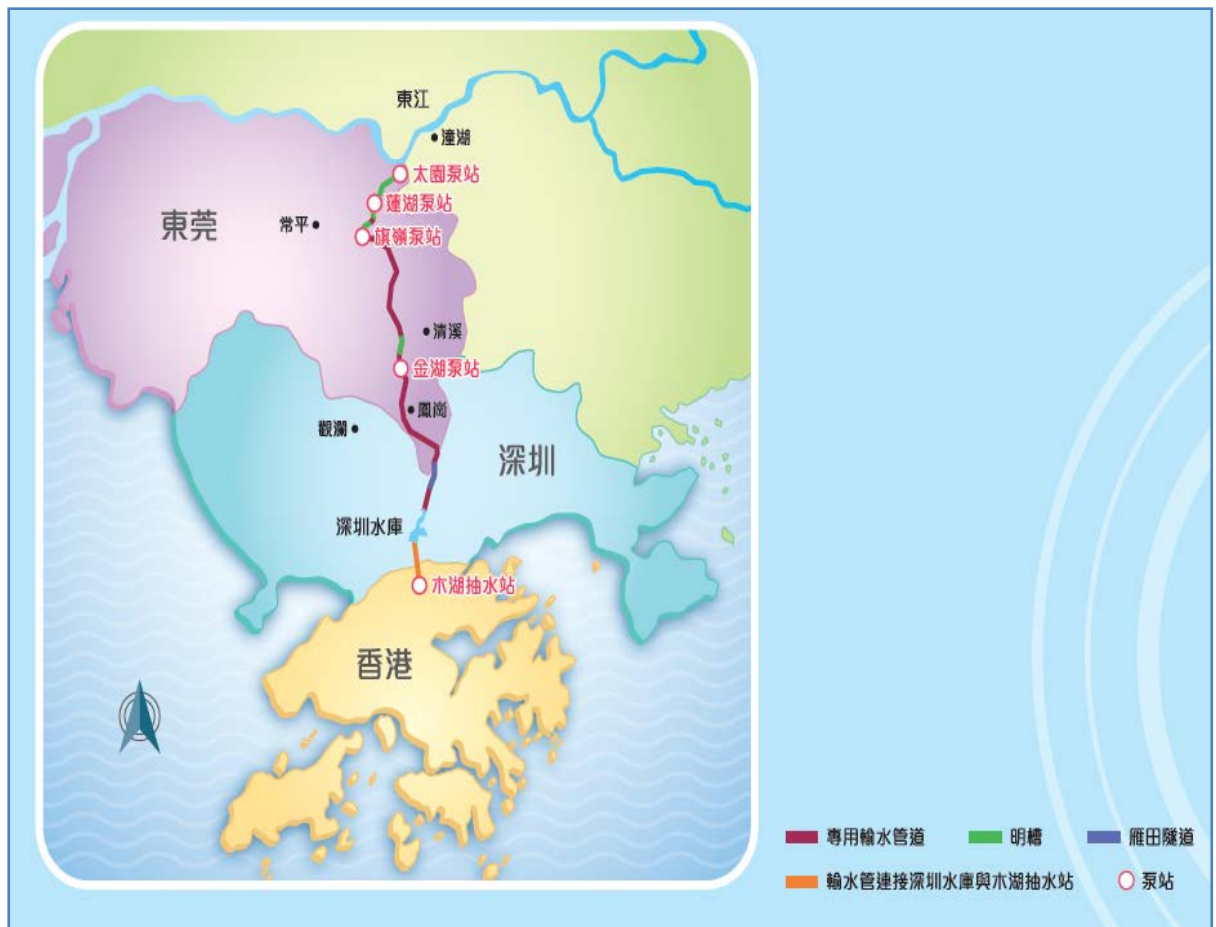 東江
潼湖
太園泵站
蓮湖泵站
東莞
常平
旗嶺泵站
清溪
金湖泵站
鳳崗
觀瀾
深圳
深圳水庫
木湖抽水站
香港
專用輸水管道
明槽
雁田隧道
輸水管連接深圳水庫與木湖抽水站
泵站